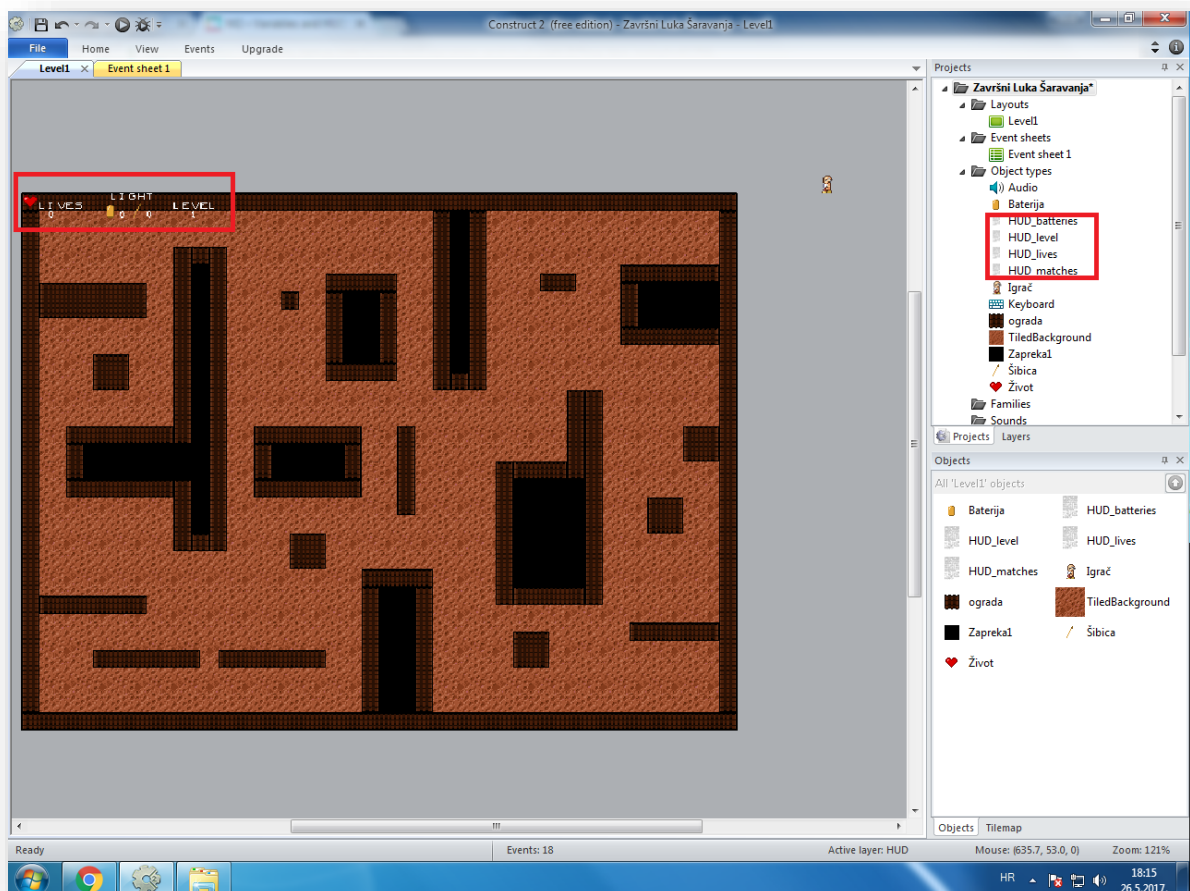 Construct 2 (free edition) - Završni Luka Šaravanja - Level1
File Home View Events Upgrade
Level1 Event sheet 1
LIVES LIGHT LEVEL
0 0 / 0 1
Projects
Završni Luka Šaravanja*
Layouts
Level1
Event sheets
Event sheet 1
Object types
Audio
Baterija
HUD_batteries
HUD_level
HUD_lives
HUD_matches
Igrač
Keyboard
ograda
TiledBackground
Zapreka1
Šibica
Život
Families
Sounds
Projects Layers
Objects
All 'Level1' objects
Baterija HUD_batteries
HUD_level HUD_lives
HUD_matches Igrač
ograda TiledBackground
Zapreka1 Šibica
Život
Objects Tilemap
Ready Events: 18 Active layer: HUD Mouse: (635.7, 53.0, 0) Zoom: 121%
HR 18:15
26.5.2017.